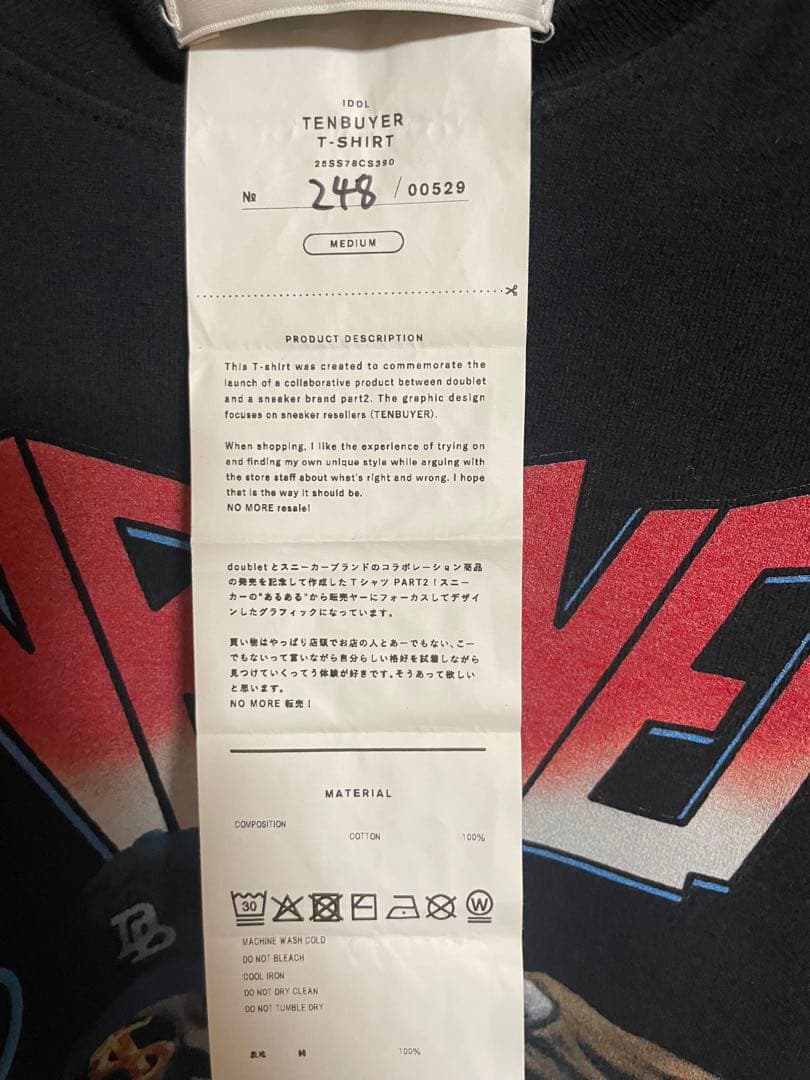 IDOL
TENBUYER
T-SHIRT
25SS78CS390
№ 248 / 00529
MEDIUM
PRODUCT DESCRIPTION
This T-shirt was created to commemorate the
launch of a collaborative product between doublet
and a sneaker brand part2. The graphic design
focuses on sneaker resellers (TENBUYER).
When shopping, I like the experience of trying on
and finding my own unique style while arguing with
the store staff about what's right and wrong. I hope
that is the way it should be.
NO MORE resale!
doubletとスニーカーブランドのコラボレーション商品
の発売を記念して作成したTシャツ PART2！スニー
カーの“あるある”から転売ヤーにフォーカスしてデザイ
ンしたグラフィックになっています。
買い物はやっぱり店頭でお店の人とあーでもない、こー
でもないって言いながら自分らしい格好を試着しながら
見つけていくってう体験が好きです。そうあって欲しい
と思います。
NO MORE 転売！
MATERIAL
COMPOSITION
COTTON 100%
30 W
MACHINE WASH COLD
DO NOT BLEACH
COOL IRON
DO NOT DRY CLEAN
DO NOT TUMBLE DRY
表地 綿 100%